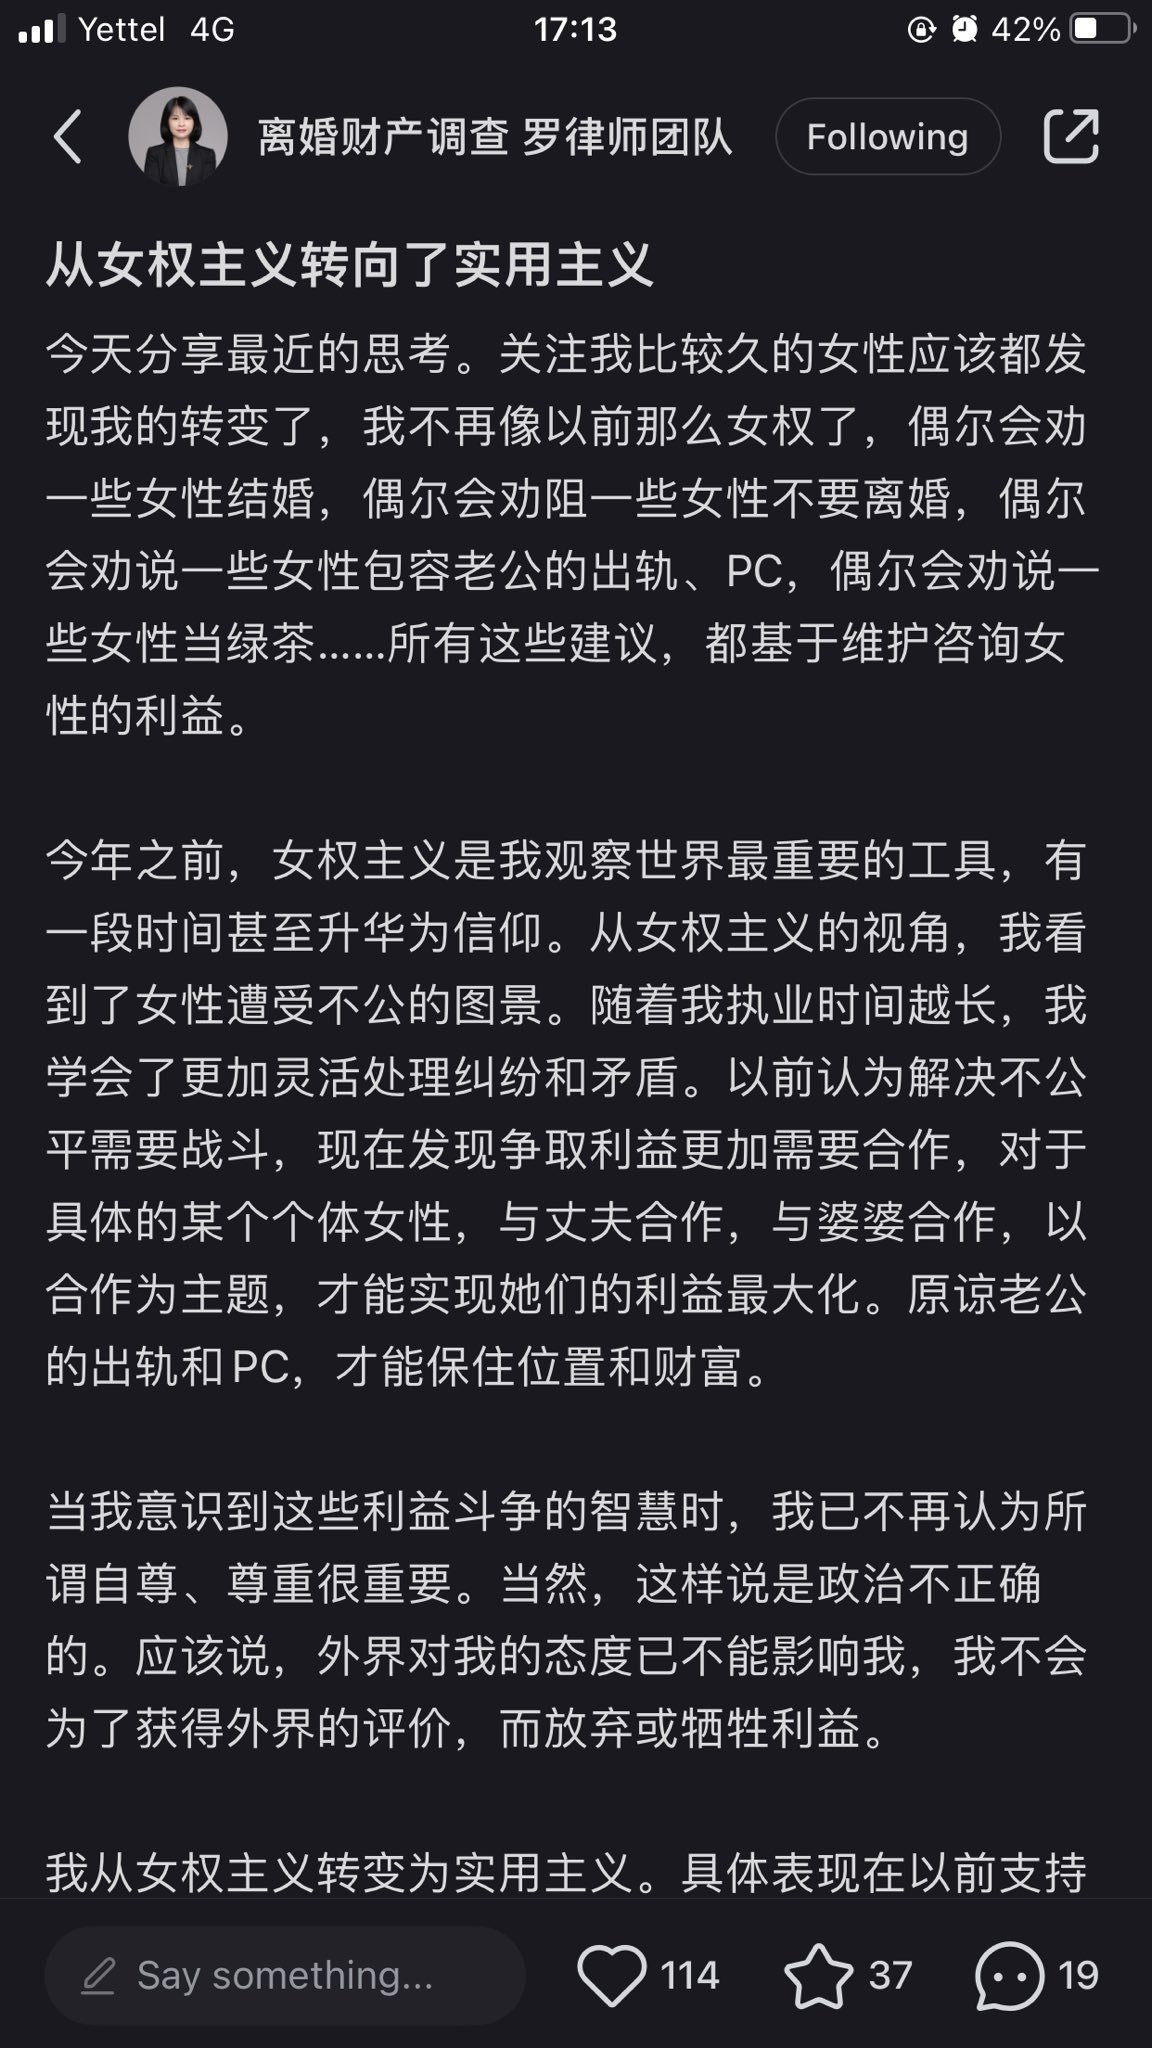 Yettel 4G 17:13 42%
离婚财产调查 罗律师团队 Following
从女权主义转向了实用主义
今天分享最近的思考。关注我比较久的女性应该都发
现我的转变了，我不再像以前那么女权了，偶尔会劝
一些女性结婚，偶尔会劝阻一些女性不要离婚，偶尔
会劝说一些女性包容老公的出轨、PC，偶尔会劝说一
些女性当绿茶……所有这些建议，都基于维护咨询女
性的利益。
今年之前，女权主义是我观察世界最重要的工具，有
一段时间甚至升华为信仰。从女权主义的视角，我看
到了女性遭受不公的图景。随着我执业时间越长，我
学会了更加灵活处理纠纷和矛盾。以前认为解决不公
平需要战斗，现在发现争取利益更加需要合作，对于
具体的某个个体女性，与丈夫合作，与婆婆合作，以
合作为主题，才能实现她们的利益最大化。原谅老公
的出轨和PC，才能保住位置和财富。
当我意识到这些利益斗争的智慧时，我已不再认为所
谓自尊、尊重很重要。当然，这样说是政治不正确
的。应该说，外界对我的态度已不能影响我，我不会
为了获得外界的评价，而放弃或牺牲利益。
我从女权主义转变为实用主义。具体表现在以前支持
Say something... 114 37 19